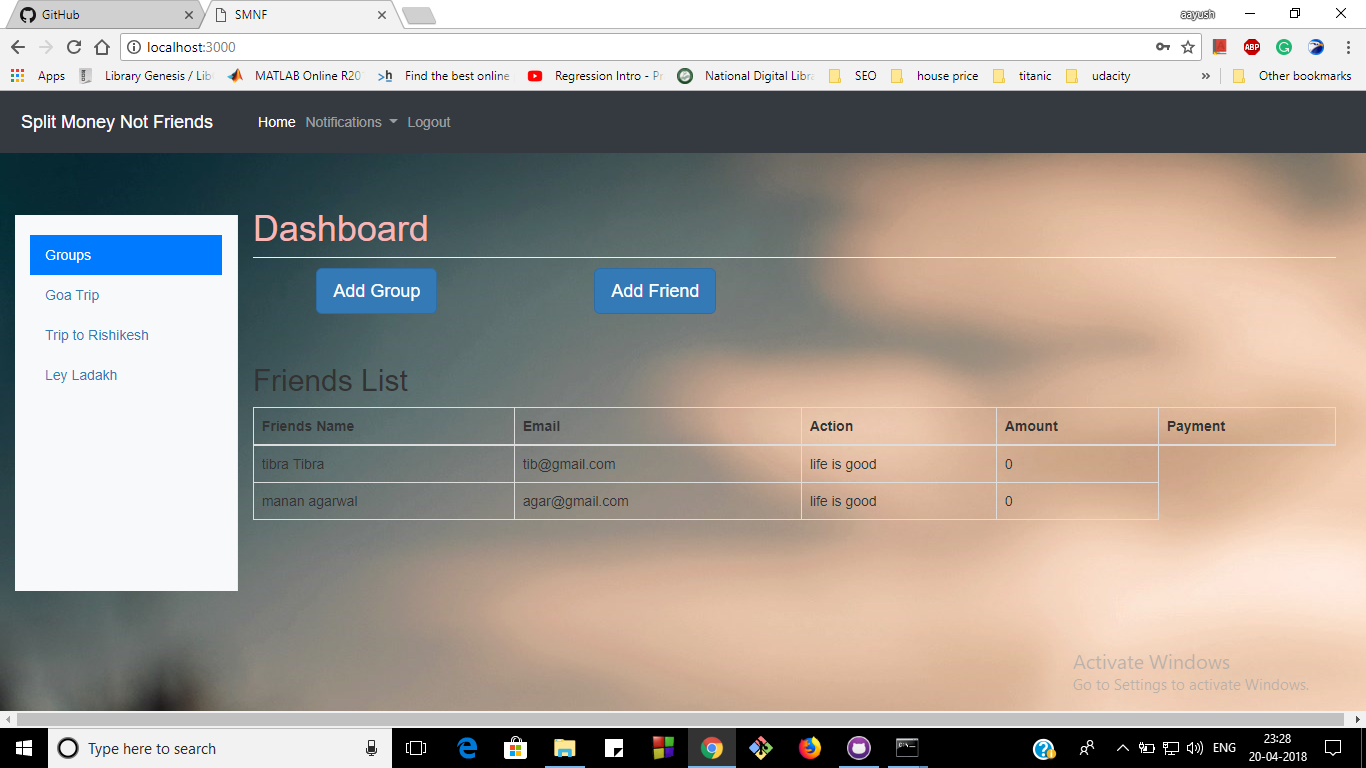 GitHub
SMNF
aayush
localhost:3000
Apps
Library Genesis / Lib
MATLAB Online R20
Find the best online
Regression Intro - Pr
National Digital Libra
SEO
house price
titanic
udacity
»
Other bookmarks
Split Money Not Friends
Home
Notifications
Logout
Groups
Goa Trip
Trip to Rishikesh
Ley Ladakh
Dashboard
Add Group
Add Friend
Friends List
Friends Name Email Action Amount Payment
tibra Tibra tib@gmail.com life is good 0
manan agarwal agar@gmail.com life is good 0
Activate Windows
Go to Settings to activate Windows.
Type here to search
ENG
23:28
20-04-2018